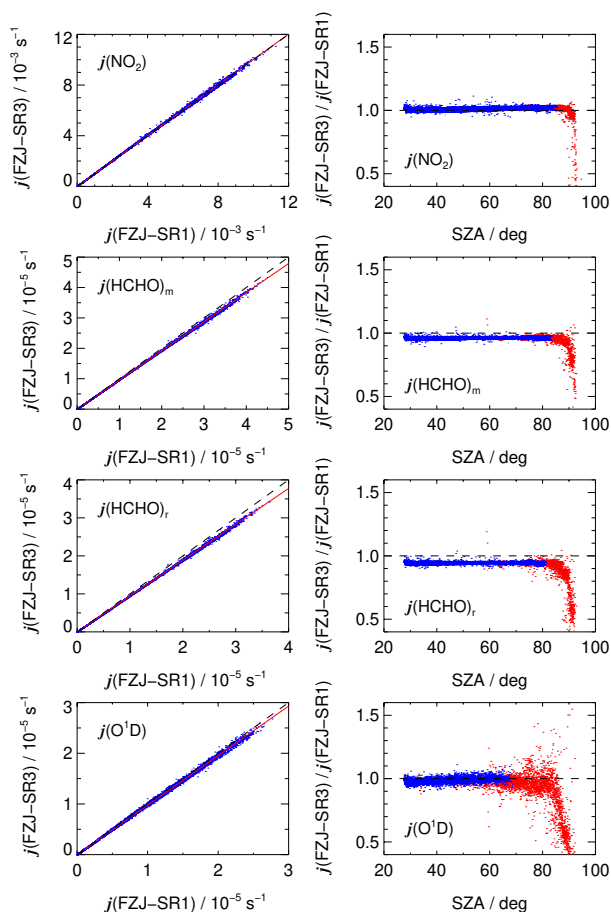 j(FZJ−SR3) / 10⁻³ s⁻¹
12
8
4
0
j(NO₂)
0 4 8 12
j(FZJ−SR1) / 10⁻³ s⁻¹
j(FZJ−SR3) / j(FZJ−SR1)
1.5
1.0
0.5
j(NO₂)
20 40 60 80 100
SZA / deg
j(FZJ−SR3) / 10⁻⁵ s⁻¹
5
4
3
2
1
0
j(HCHO)ₘ
0 1 2 3 4 5
j(FZJ−SR1) / 10⁻⁵ s⁻¹
j(FZJ−SR3) / j(FZJ−SR1)
1.5
1.0
0.5
j(HCHO)ₘ
20 40 60 80 100
SZA / deg
j(FZJ−SR3) / 10⁻⁵ s⁻¹
4
3
2
1
0
j(HCHO)ᵣ
0 1 2 3 4
j(FZJ−SR1) / 10⁻⁵ s⁻¹
j(FZJ−SR3) / j(FZJ−SR1)
1.5
1.0
0.5
j(HCHO)ᵣ
20 40 60 80 100
SZA / deg
j(FZJ−SR3) / 10⁻⁵ s⁻¹
3
2
1
0
j(O¹D)
0 1 2 3
j(FZJ−SR1) / 10⁻⁵ s⁻¹
j(FZJ−SR3) / j(FZJ−SR1)
1.5
1.0
0.5
j(O¹D)
20 40 60 80 100
SZA / deg